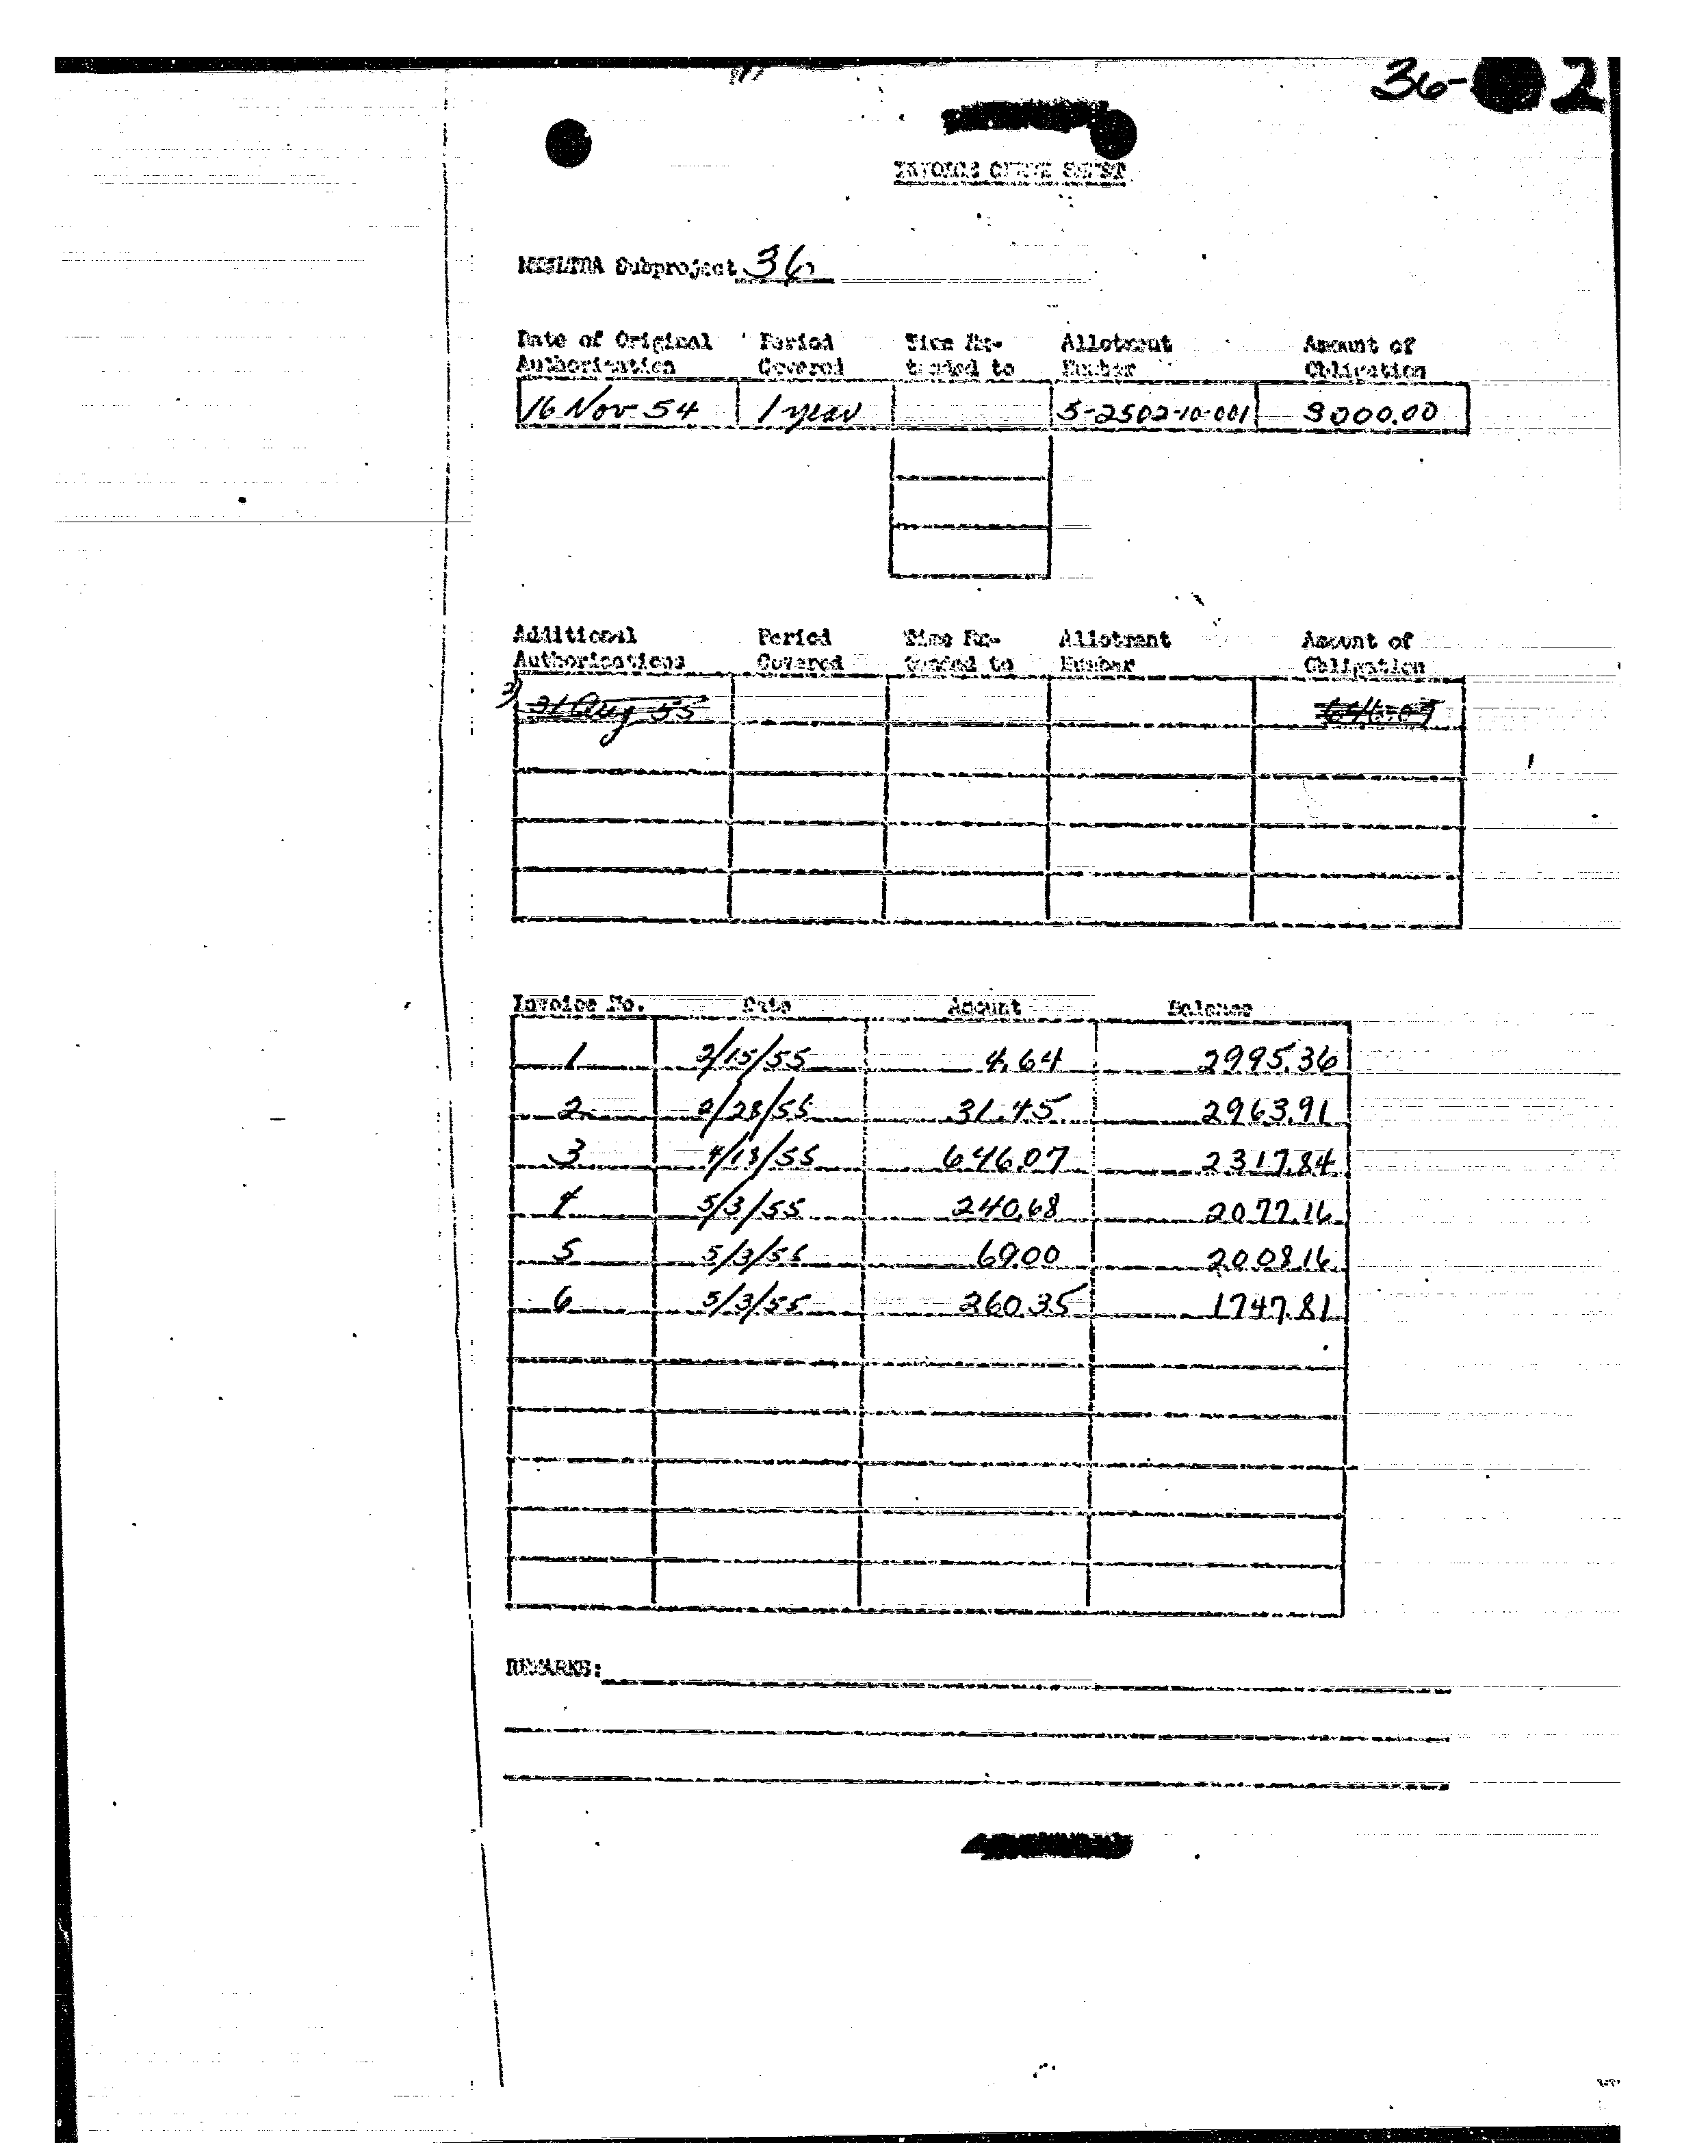 36- 2
INVOICE CHECK SHEET
MKULTRA Subproject 36
Date of Original Authorization Period Covered Time Ex-tended to Allotment Number Amount of Obligation
16 Nov 54 1 year 5-2502-10-001 3000.00
Additional Authorizations Period Covered Time Ex-tended to Allotment Number Amount of Obligation
31 Aug 55
Invoice No. Date Amount Balance
1 2/15/55 4.64 2995.36
2 2/28/55 31.45 2963.91
3 4/13/55 646.07 2317.84
4 5/3/55 240.68 2077.16
5 5/3/55 69.00 2008.16
6 5/3/55 260.35 1747.81
REMARKS: